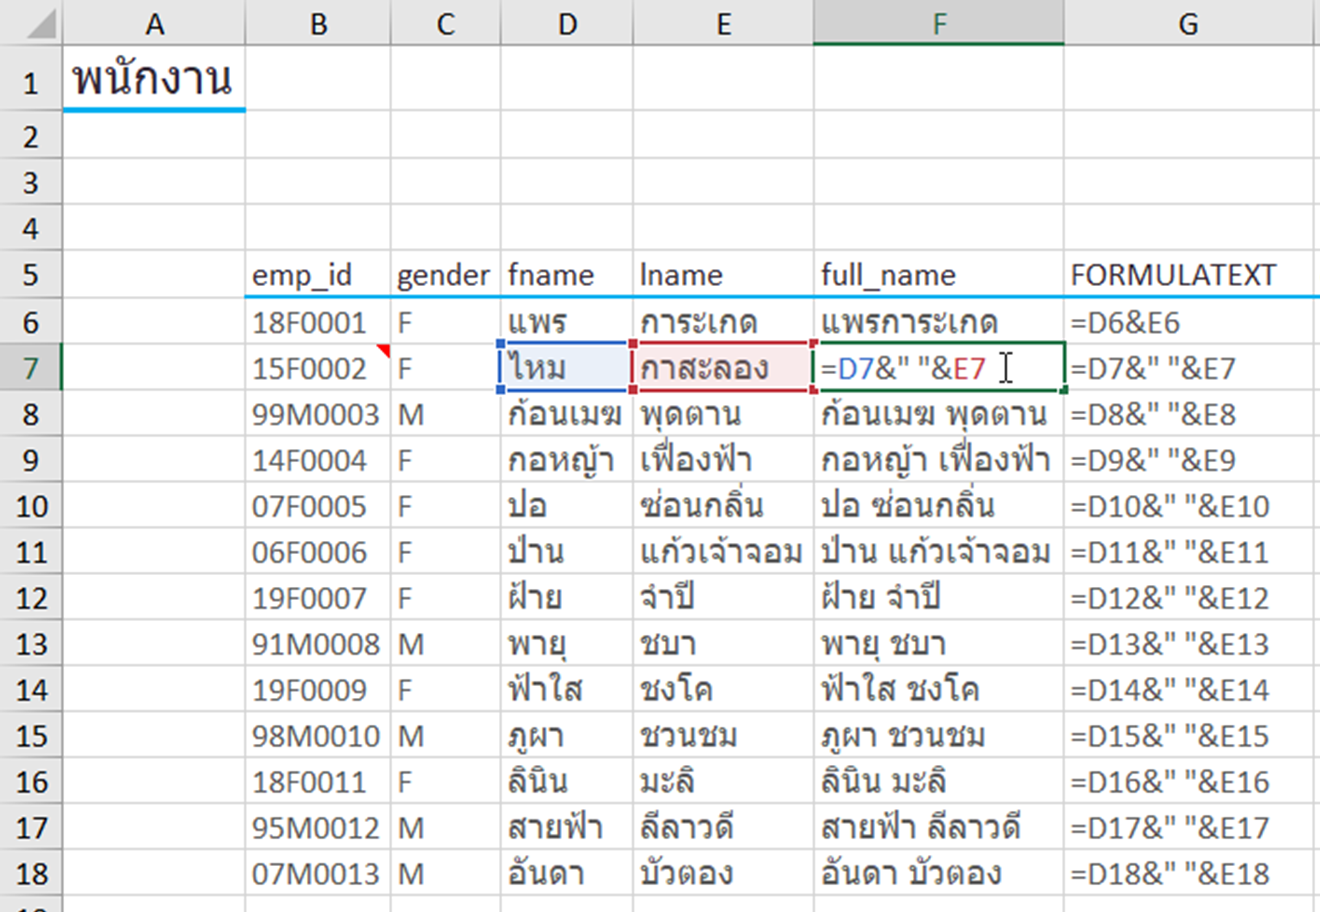 A B C D E F G
1 พนักงาน
2
3
4
5 emp_id gender fname lname full_name FORMULATEXT
6 18F0001 F แพร การะเกด แพรการะเกด =D6&E6
7 15F0002 F ไหม กาสะลอง =D7&" "&E7 =D7&" "&E7
8 99M0003 M ก้อนเมฆ พุดตาน ก้อนเมฆ พุดตาน =D8&" "&E8
9 14F0004 F กอหญ้า เฟื่องฟ้า กอหญ้า เฟื่องฟ้า =D9&" "&E9
10 07F0005 F ปอ ซ่อนกลิ่น ปอ ซ่อนกลิ่น =D10&" "&E10
11 06F0006 F ป่าน แก้วเจ้าจอม ป่าน แก้วเจ้าจอม =D11&" "&E11
12 19F0007 F ฝ้าย จำปี ฝ้าย จำปี =D12&" "&E12
13 91M0008 M พายุ ชบา พายุ ชบา =D13&" "&E13
14 19F0009 F ฟ้าใส ชงโค ฟ้าใส ชงโค =D14&" "&E14
15 98M0010 M ภูผา ชวนชม ภูผา ชวนชม =D15&" "&E15
16 18F0011 F ลินิน มะลิ ลินิน มะลิ =D16&" "&E16
17 95M0012 M สายฟ้า ลีลาวดี สายฟ้า ลีลาวดี =D17&" "&E17
18 07M0013 M อันดา บัวตอง อันดา บัวตอง =D18&" "&E18